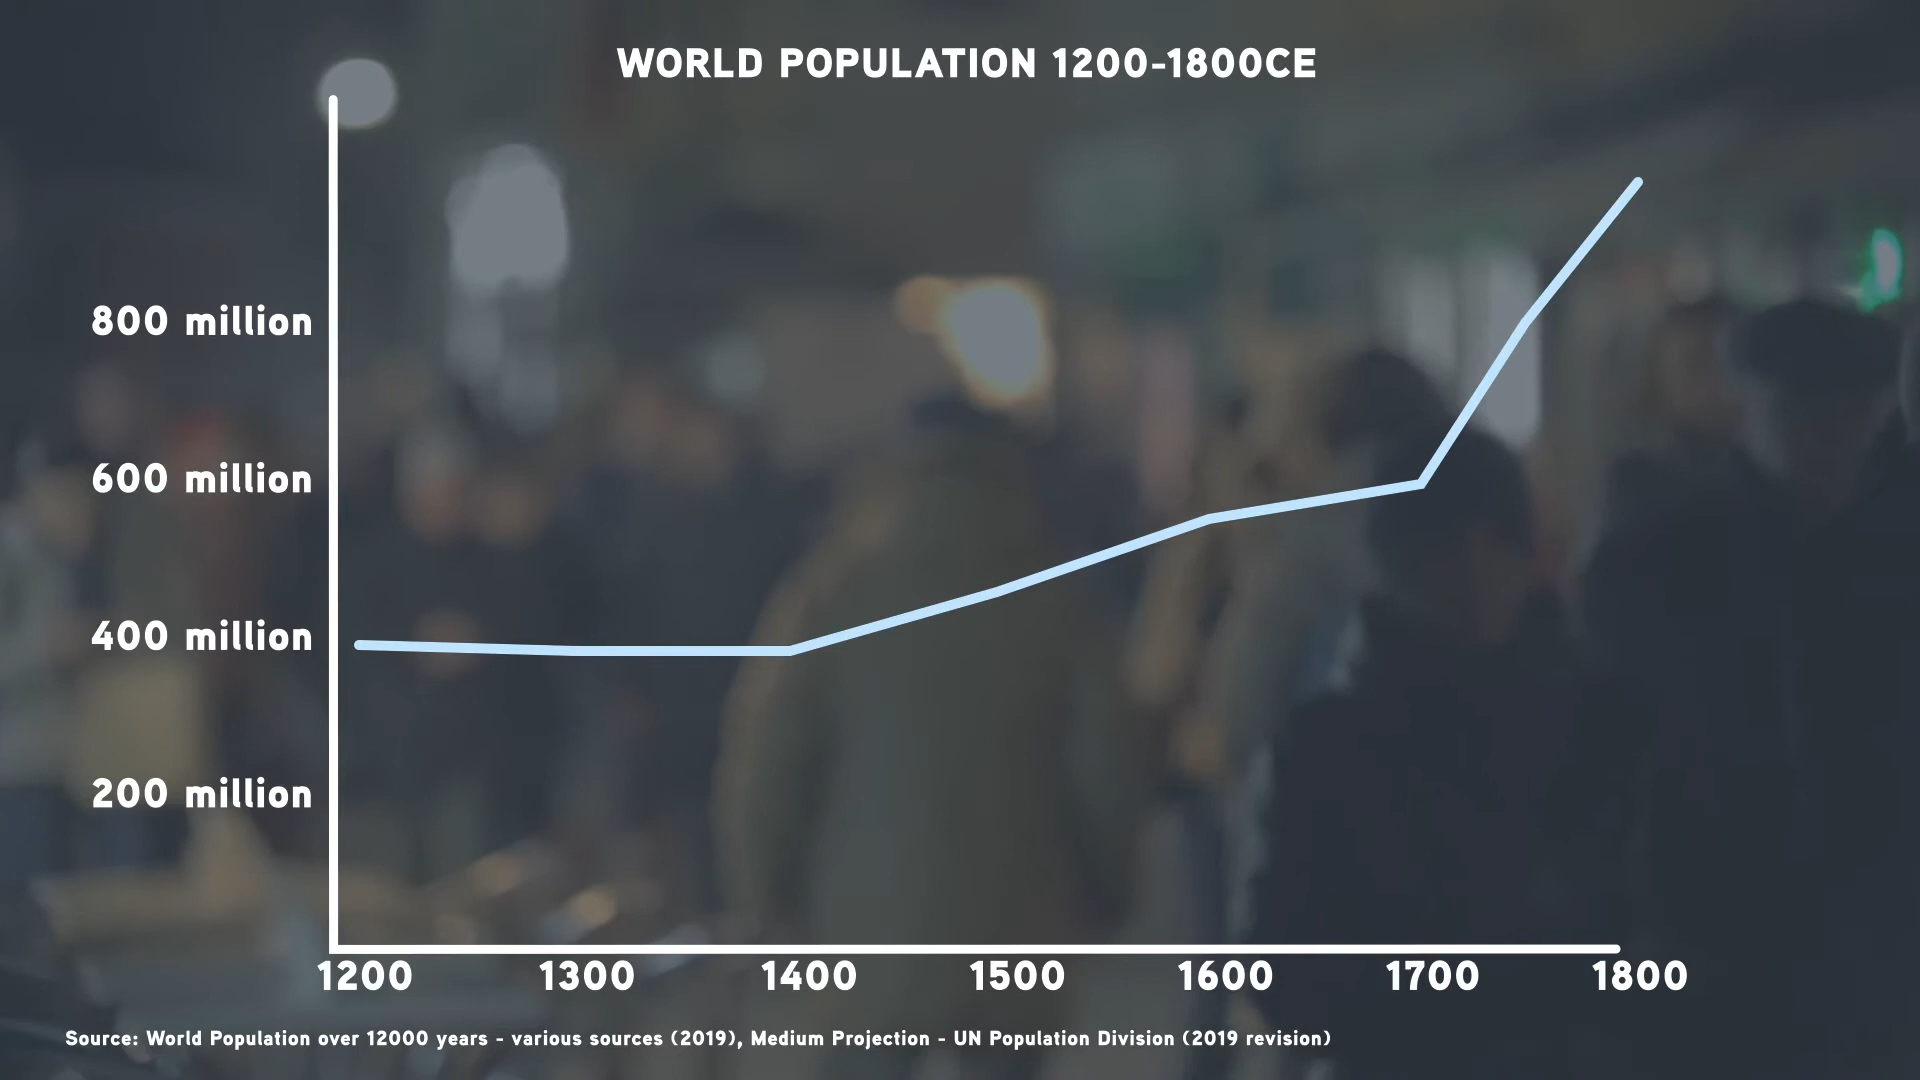 WORLD POPULATION 1200-1800CE
800 million
600 million
400 million
200 million
1200 1300 1400 1500 1600 1700 1800
Source: World Population over 12000 years - various sources (2019), Medium Projection - UN Population Division (2019 revision)